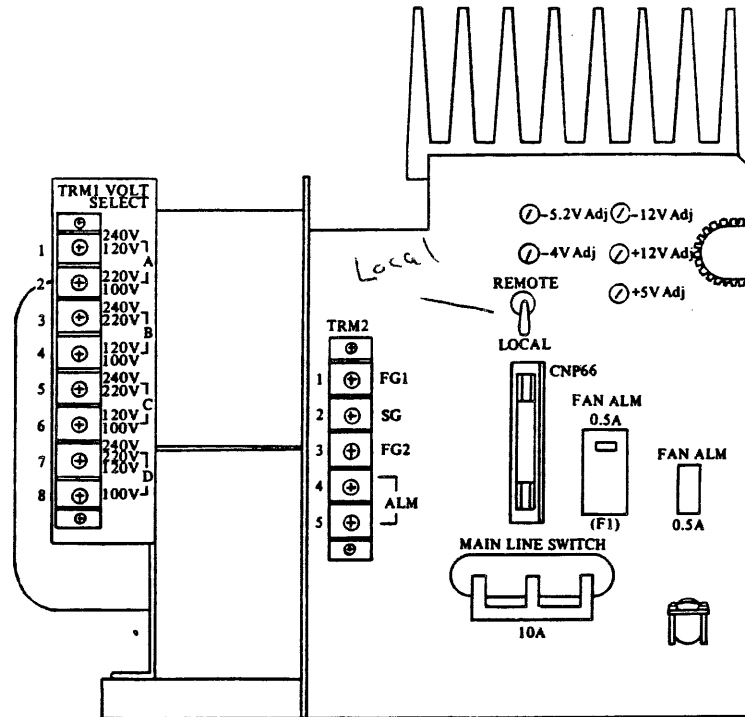 TRM1 VOLT
SELECT
1
240V
120V
A
2
220V
100V
3
240V
220V
B
4
120V
100V
5
240V
220V
C
6
120V
100V
7
240V
220V
120V
D
8
100V
TRM2
1 FG1
2 SG
3 FG2
4
ALM
5
Local
REMOTE
LOCAL
-5.2V Adj -12V Adj
-4V Adj +12V Adj
+5V Adj
CNP66
FAN ALM
0.5A
(F1)
FAN ALM
0.5A
MAIN LINE SWITCH
10A